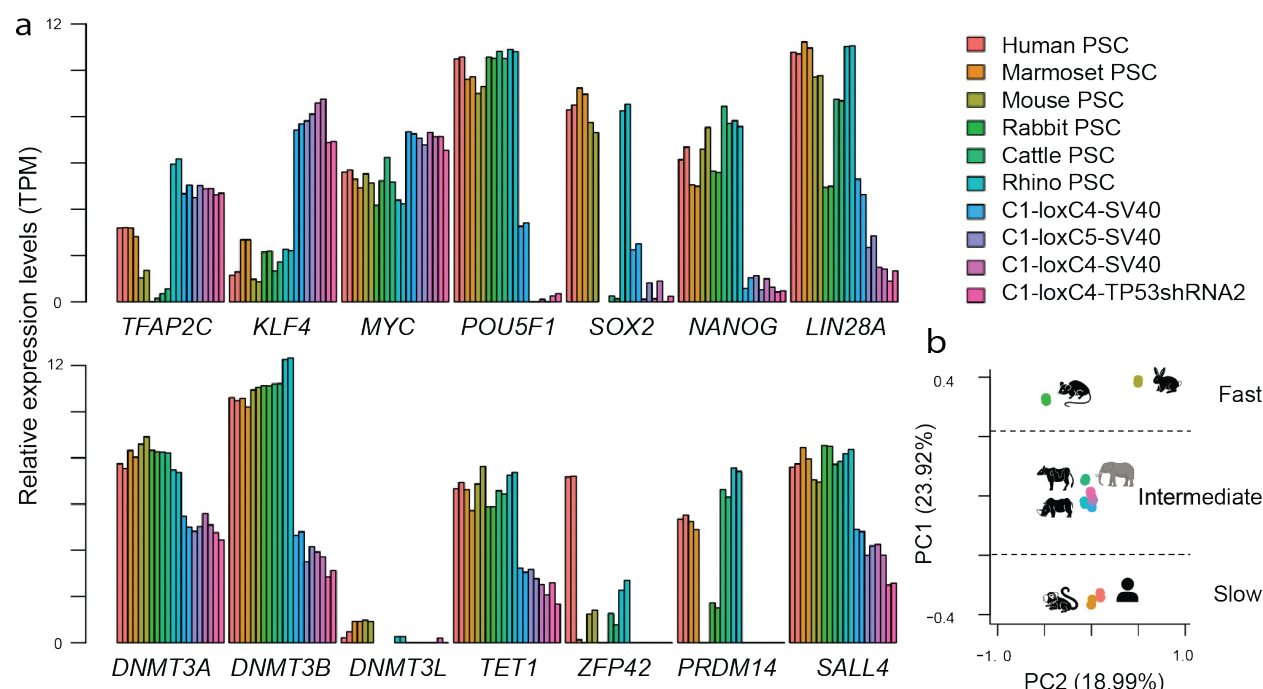 a
12
0
Relative expression levels (TPM)
TFAP2C KLF4 MYC POU5F1 SOX2 NANOG LIN28A
12
0
DNMT3A DNMT3B DNMT3L TET1 ZFP42 PRDM14 SALL4
Human PSC
Marmoset PSC
Mouse PSC
Rabbit PSC
Cattle PSC
Rhino PSC
C1-loxC4-SV40
C1-loxC5-SV40
C1-loxC4-SV40
C1-loxC4-TP53shRNA2
b
0.4
-0.4
PC1 (23.92%)
Fast
Intermediate
Slow
-1. 0 1.0
PC2 (18.99%)